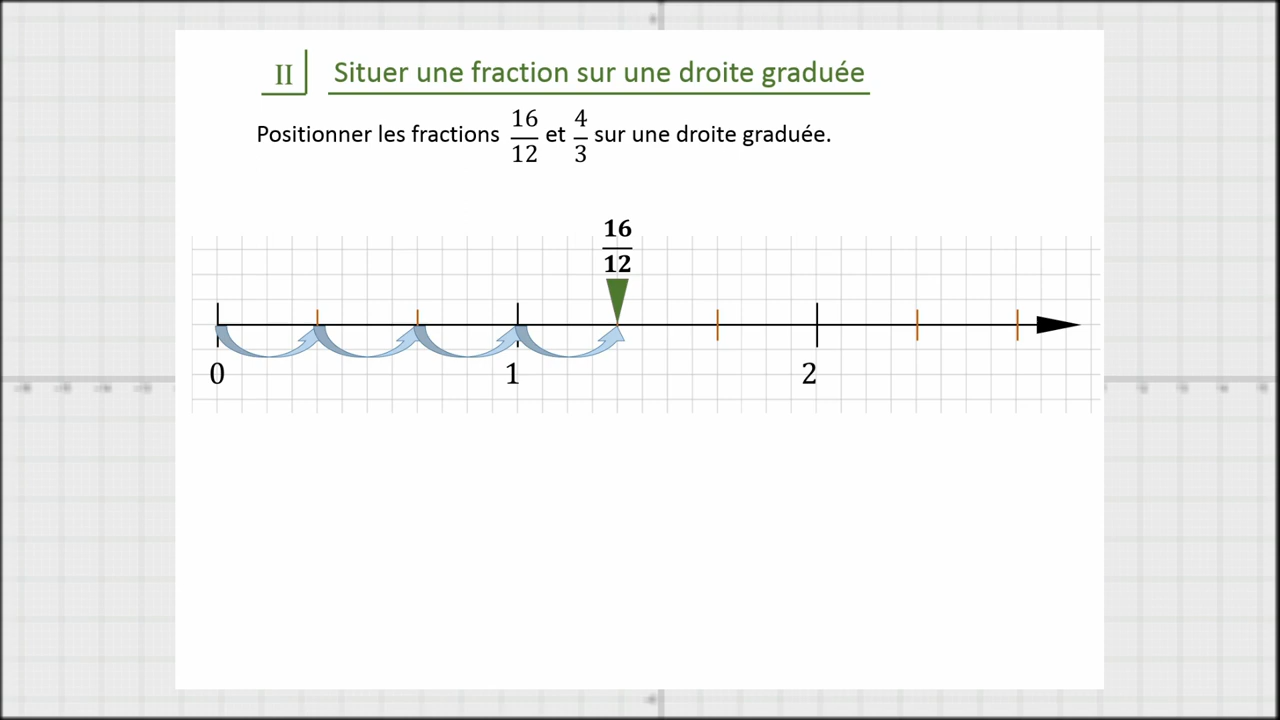 II Situer une fraction sur une droite graduée
Positionner les fractions 16/12 et 4/3 sur une droite graduée.
16/12
0 1 2